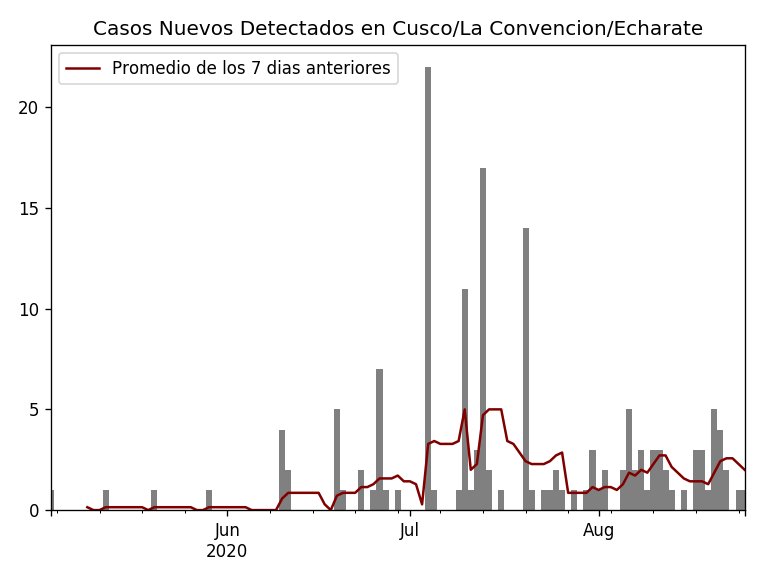 Casos Nuevos Detectados en Cusco/La Convencion/Echarate
Promedio de los 7 dias anteriores
20
15
10
5
0
Jun
2020
Jul
Aug